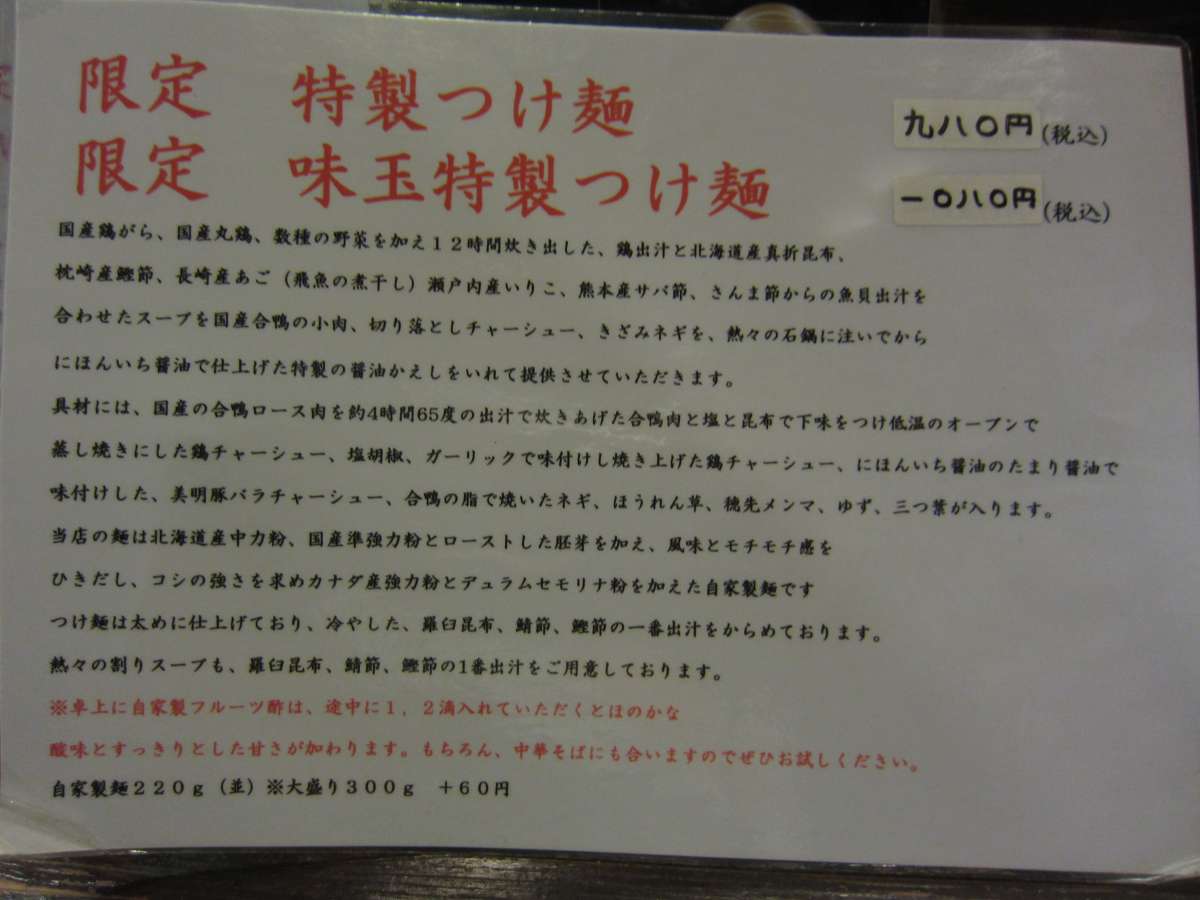 限定　特製つけ麺　九八〇円(税込)
限定　味玉特製つけ麺　一〇八〇円(税込)
国産鶏がら、国産丸鶏、数種の野菜を加え１２時間炊き出した、鶏出汁と北海道産真折昆布、
枕崎産鰹節、長崎産あご（飛魚の煮干し）瀬戸内産いりこ、熊本産サバ節、さんま節からの魚貝出汁を
合わせたスープを国産合鴨の小肉、切り落としチャーシュー、きざみネギを、熱々の石鍋に注いでから
にほんいち醤油で仕上げた特製の醤油かえしをいれて提供させていただきます。
具材には、国産の合鴨ロース肉を約4時間65度の出汁で炊きあげた合鴨肉と塩と昆布で下味をつけ低温のオーブンで
蒸し焼きにした鶏チャーシュー、塩胡椒、ガーリックで味付けし焼き上げた鶏チャーシュー、にほんいち醤油のたまり醤油で
味付けした、美明豚バラチャーシュー、合鴨の脂で焼いたネギ、ほうれん草、穂先メンマ、ゆず、三つ葉が入ります。
当店の麺は北海道産中力粉、国産準強力粉とローストした胚芽を加え、風味とモチモチ感を
ひきだし、コシの強さを求めカナダ産強力粉とデュラムセモリナ粉を加えた自家製麺です
つけ麺は太めに仕上げており、冷やした、羅臼昆布、鯖節、鰹節の一番出汁をからめております。
熱々の割りスープも、羅臼昆布、鯖節、鰹節の1番出汁をご用意しております。
※卓上に自家製フルーツ酢は、途中に１，２滴入れていただくとほのかな
酸味とすっきりとした甘さが加わります。もちろん、中華そばにも合いますのでぜひお試しください。
自家製麺２２０ｇ（並）※大盛り３００ｇ　＋６０円